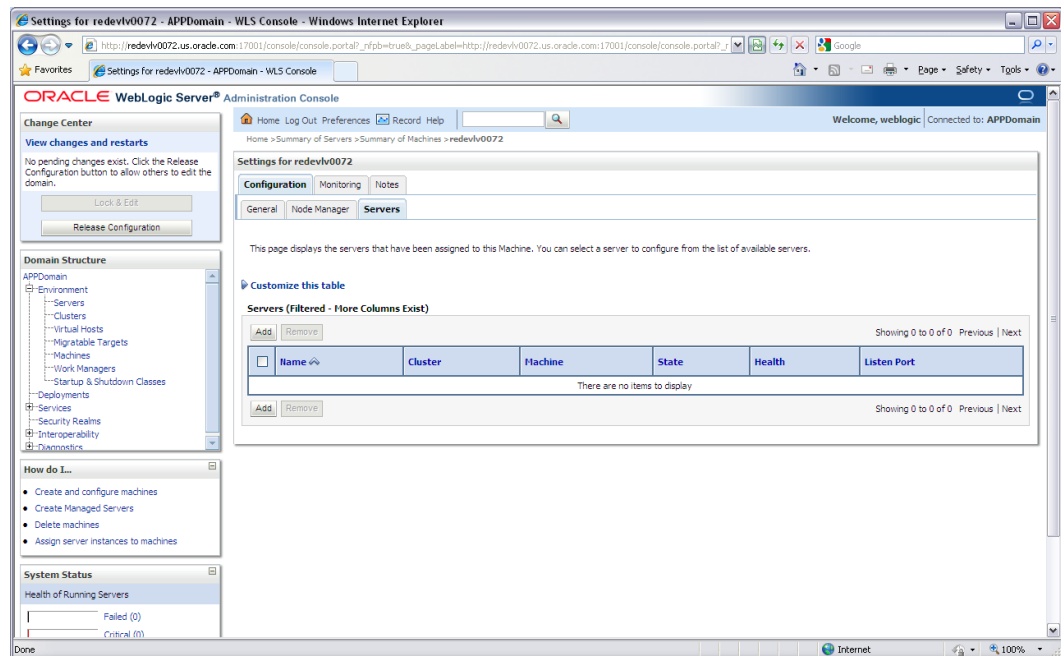 Settings for redevlv0072 - APPDomain - WLS Console - Windows Internet Explorer
http://redevlv0072.us.oracle.com:17001/console/console.portal?_nfpb=true&_pageLabel=http://redevlv0072.us.oracle.com:17001/console/console.portal?_r
Google
Favorites Settings for redevlv0072 - APPDomain - WLS Console Page Safety Tools
ORACLE WebLogic Server® Administration Console
Change Center
View changes and restarts
No pending changes exist. Click the Release
Configuration button to allow others to edit the
domain.
Lock & Edit
Release Configuration
Domain Structure
APPDomain
Environment
Servers
Clusters
Virtual Hosts
Migratable Targets
Machines
Work Managers
Startup & Shutdown Classes
Deployments
Services
Security Realms
Interoperability
Diagnostics
How do I...
Create and configure machines
Create Managed Servers
Delete machines
Assign server instances to machines
System Status
Health of Running Servers
Failed (0)
Critical (0)
Home Log Out Preferences Record Help
Welcome, weblogic Connected to: APPDomain
Home >Summary of Servers >Summary of Machines >redevlv0072
Settings for redevlv0072
Configuration Monitoring Notes
General Node Manager Servers
This page displays the servers that have been assigned to this Machine. You can select a server to configure from the list of available servers.
Customize this table
Servers (Filtered - More Columns Exist)
Add Remove Showing 0 to 0 of 0 Previous | Next
Name Cluster Machine State Health Listen Port
There are no items to display
Add Remove Showing 0 to 0 of 0 Previous | Next
Done Internet 100%